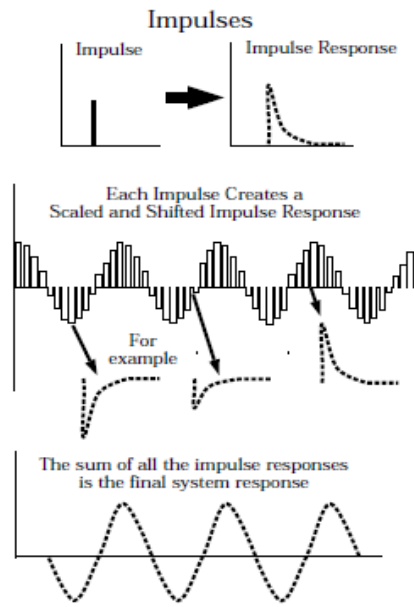 Impulses
Impulse
Impulse Response
Each Impulse Creates a
Scaled and Shifted Impulse Response
For
example
The sum of all the impulse responses
is the final system response